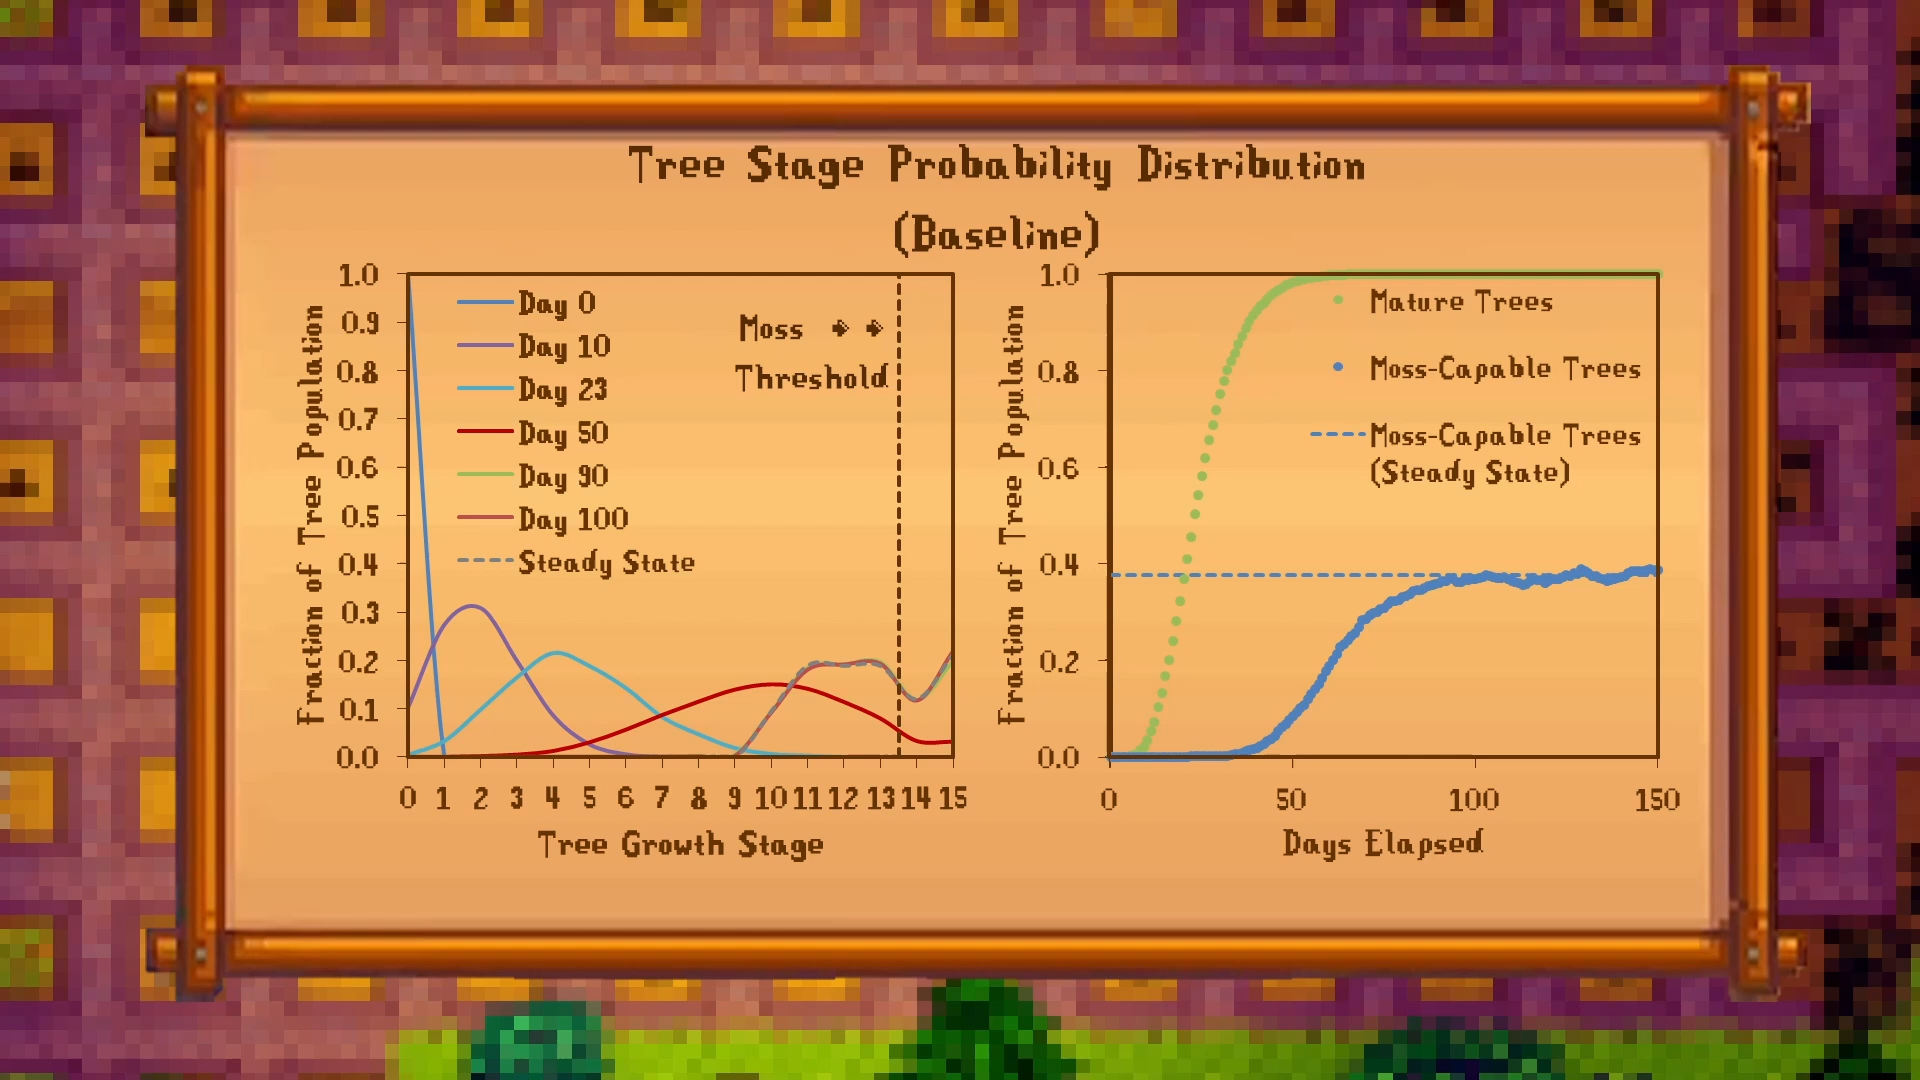 Tree Stage Probability Distribution
(Baseline)
Fraction of Tree Population
1.0
0.9
0.8
0.7
0.6
0.5
0.4
0.3
0.2
0.1
0.0
Day 0
Day 10
Day 23
Day 50
Day 90
Day 100
Steady State
Moss
Threshold
0 1 2 3 4 5 6 7 8 9 10 11 12 13 14 15
Tree Growth Stage
Fraction of Tree Population
1.0
0.8
0.6
0.4
0.2
0.0
Mature Trees
Moss-Capable Trees
Moss-Capable Trees
(Steady State)
0 50 100 150
Days Elapsed